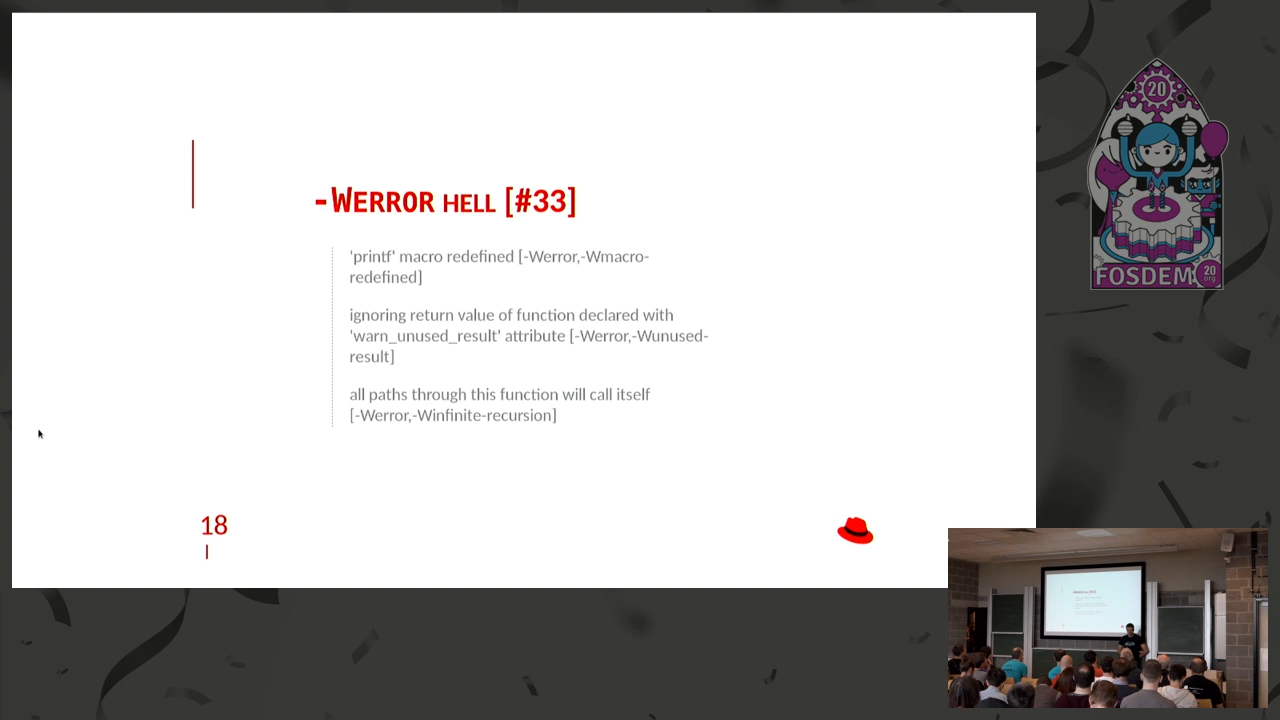 -WERROR HELL [#33]
'printf' macro redefined [-Werror,-Wmacro-
redefined]
ignoring return value of function declared with
'warn_unused_result' attribute [-Werror,-Wunused-
result]
all paths through this function will call itself
[-Werror,-Winfinite-recursion]
18
20
FOSDEM
20
.org